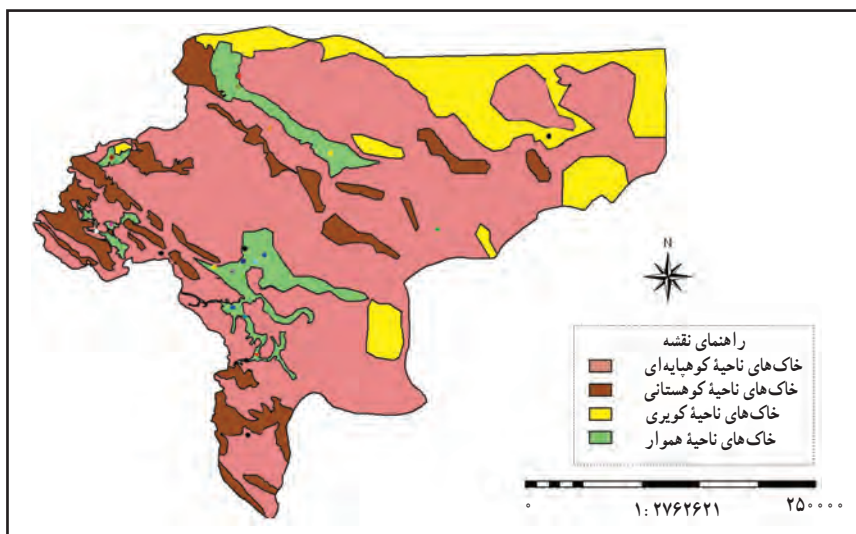 N
راهنمای نقشه
خاک‌های ناحیهٔ کوهپایه‌ای
خاک‌های ناحیهٔ کوهستانی
خاک‌های ناحیهٔ کویری
خاک‌های ناحیهٔ هموار
۰ ۱:۲۷۶۲۶۲۱ ۲۵۰۰۰۰